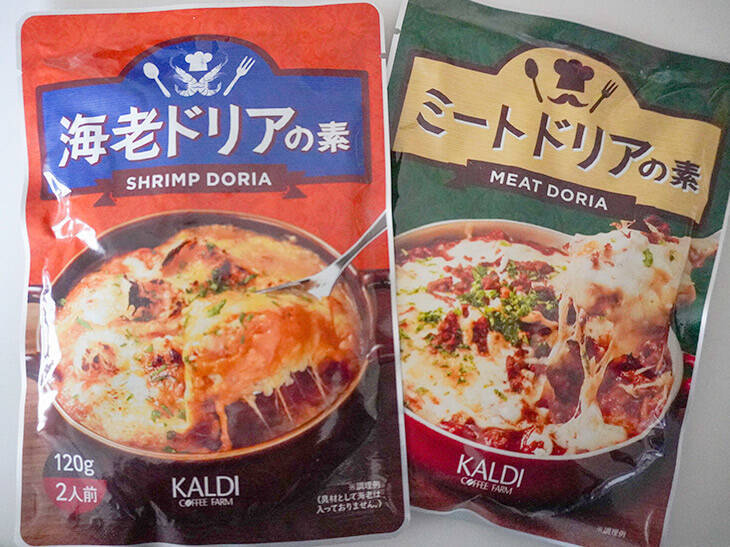 海老ドリアの素
SHRIMP DORIA
120g
2人前
KALDI
COFFEE FARM
※調理例
(具材として海老は
入っておりません。)
ミートドリアの素
MEAT DORIA
KALDI
COFFEE FARM
※調理例